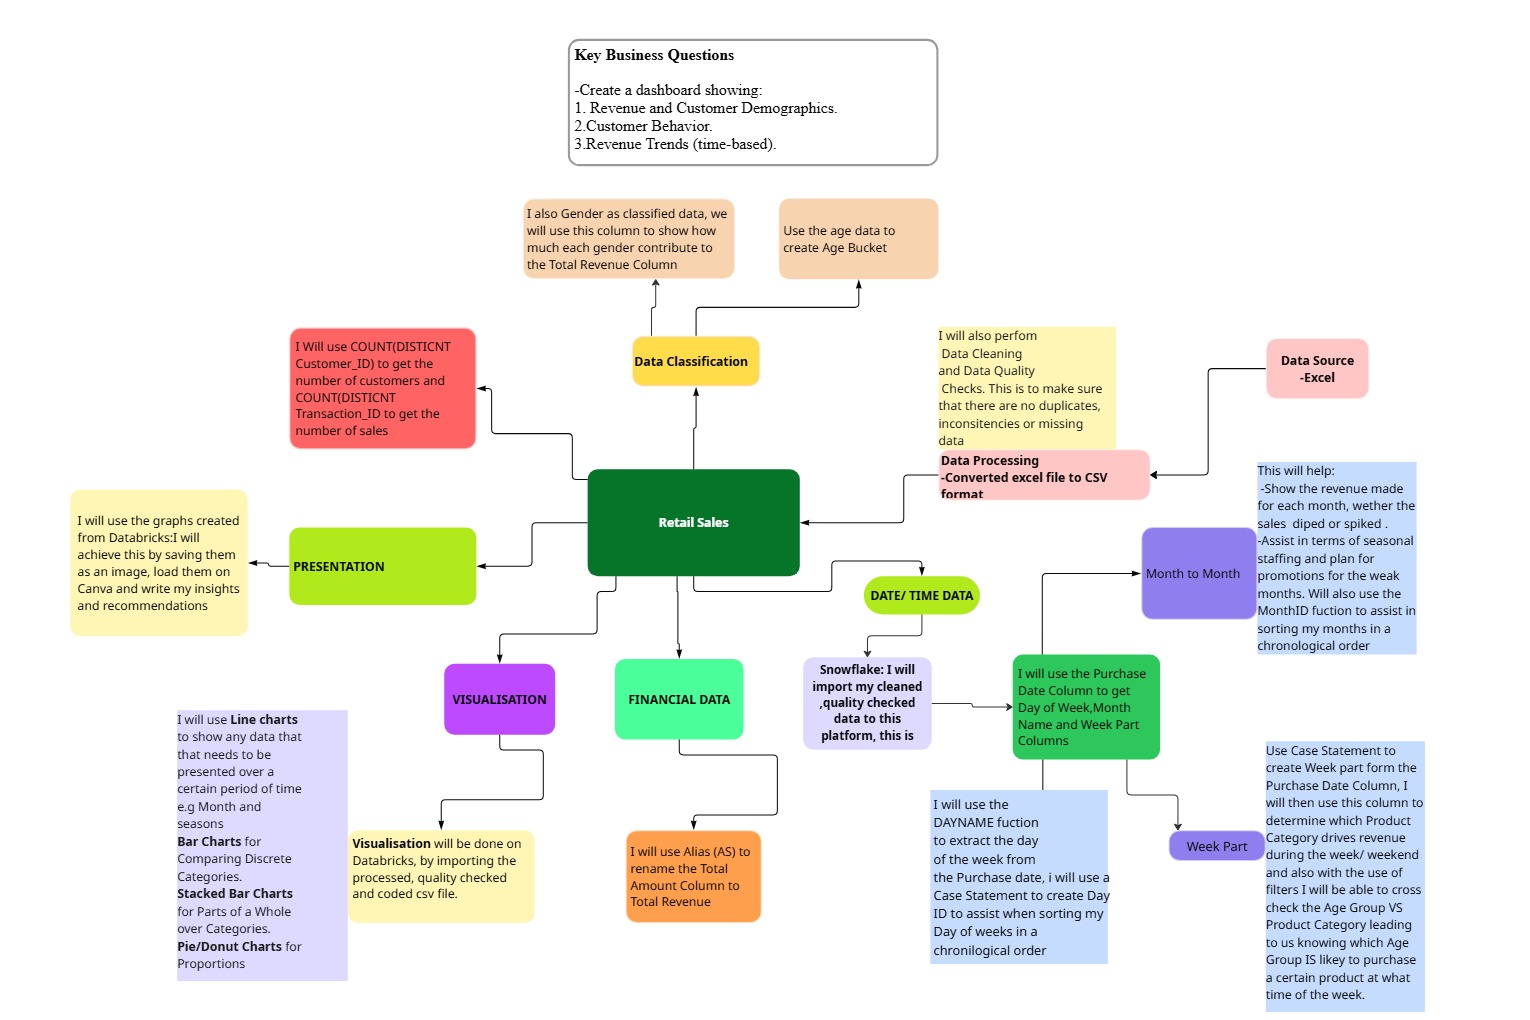 Key Business Questions
-Create a dashboard showing:
1. Revenue and Customer Demographics.
2.Customer Behavior.
3.Revenue Trends (time-based).
I also Gender as classified data, we
will use this column to show how
much each gender contribute to
the Total Revenue Column
Use the age data to
create Age Bucket
Data Classification
I Will use COUNT(DISTICNT
Customer_ID) to get the
number of customers and
COUNT(DISTICNT
Transaction_ID to get the
number of sales
I will also perfom
Data Cleaning
and Data Quality
Checks. This is to make sure
that there are no duplicates,
inconsitencies or missing
data
Data Source
-Excel
Data Processing
-Converted excel file to CSV
format
Retail Sales
This will help:
-Show the revenue made
for each month, wether the
sales  diped or spiked .
-Assist in terms of seasonal
staffing and plan for
promotions for the weak
months. Will also use the
MonthID fuction to assist in
sorting my months in a
chronological order
Month to Month
I will use the graphs created
from Databricks:I will
achieve this by saving them
as an image, load them on
Canva and write my insights
and recommendations
PRESENTATION
DATE/ TIME DATA
VISUALISATION
FINANCIAL DATA
Snowflake: I will
import my cleaned
,quality checked
data to this
platform, this is
I will use the Purchase
Date Column to get
Day of Week,Month
Name and Week Part
Columns
I will use Line charts
to show any data that
that needs to be
presented over a
certain period of time
e.g Month and
seasons
Bar Charts for
Comparing Discrete
Categories.
Stacked Bar Charts
for Parts of a Whole
over Categories.
Pie/Donut Charts for
Proportions
Visualisation will be done on
Databricks, by importing the
processed, quality checked
and coded csv file.
I will use Alias (AS) to
rename the Total
Amount Column to
Total Revenue
I will use the
DAYNAME fuction
to extract the day
of the week from
the Purchase date, i will use a
Case Statement to create Day
ID to assist when sorting my
Day of weeks in a
chronilogical order
Week Part
Use Case Statement to
create Week part form the
Purchase Date Column, I
will then use this column to
determine which Product
Category drives revenue
during the week/ weekend
and also with the use of
filters I will be able to cross
check the Age Group VS
Product Category leading
to us knowing which Age
Group IS likey to purchase
a certain product at what
time of the week.